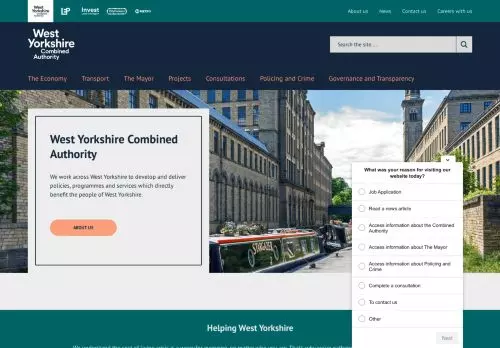 West
Yorkshire
Combined
Authority
LEP
Invest
METRO
About us
News
Contact us
Careers with us
West
Yorkshire
Combined
Authority
Search the site.....
The Economy
Transport
The Mayor
Projects
Consultations
Policing and Crime
Governance and Transparency
West Yorkshire Combined
Authority
We work across West Yorkshire to develop and deliver
policies, programmes and services which directly
benefit the people of West Yorkshire.
ABOUT US
What was your reason for visiting our
website today?
Job Application
Read a news article
Access information about the Combined
Authority
Access information about The Mayor
Access information about Policing and
Crime
Complete a consultation
To contact us
Other
Next
Helping West Yorkshire